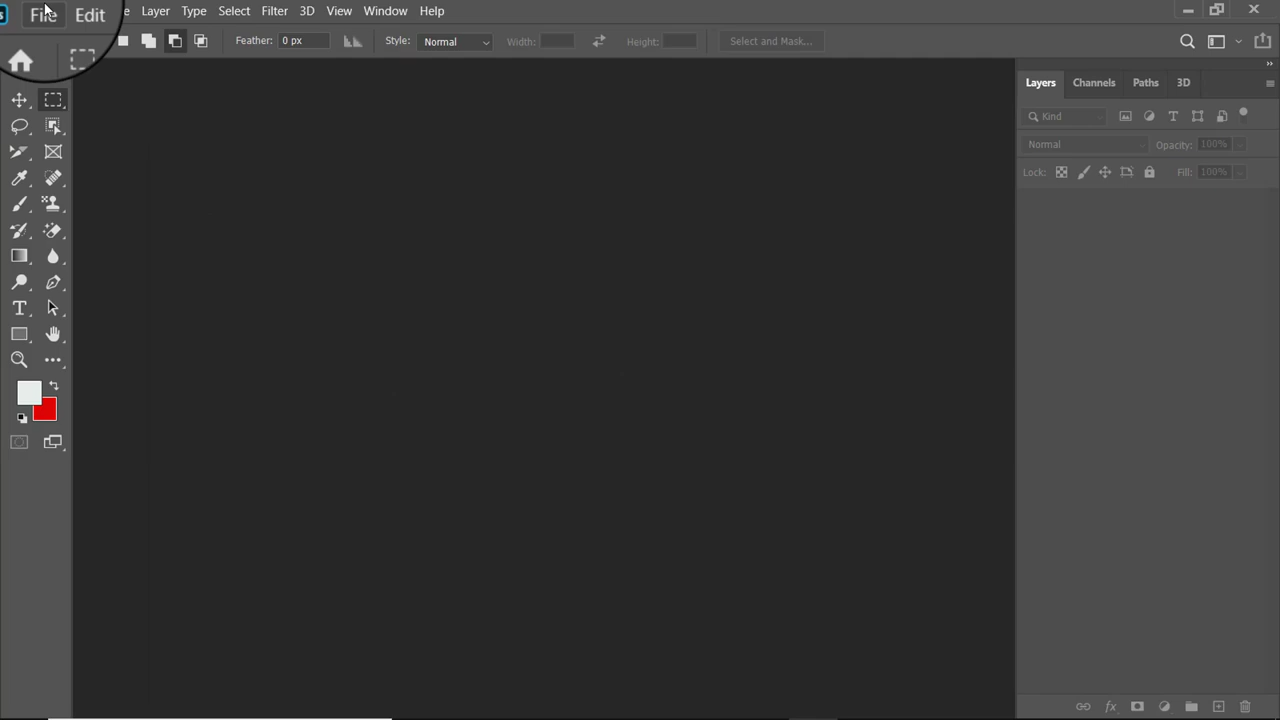 File Edit e Layer Type Select Filter 3D View Window Help
Feather: 0 px Style: Normal Width: Height: Select and Mask...
Layers Channels Paths 3D
Kind
Normal Opacity: 100%
Lock: Fill: 100%